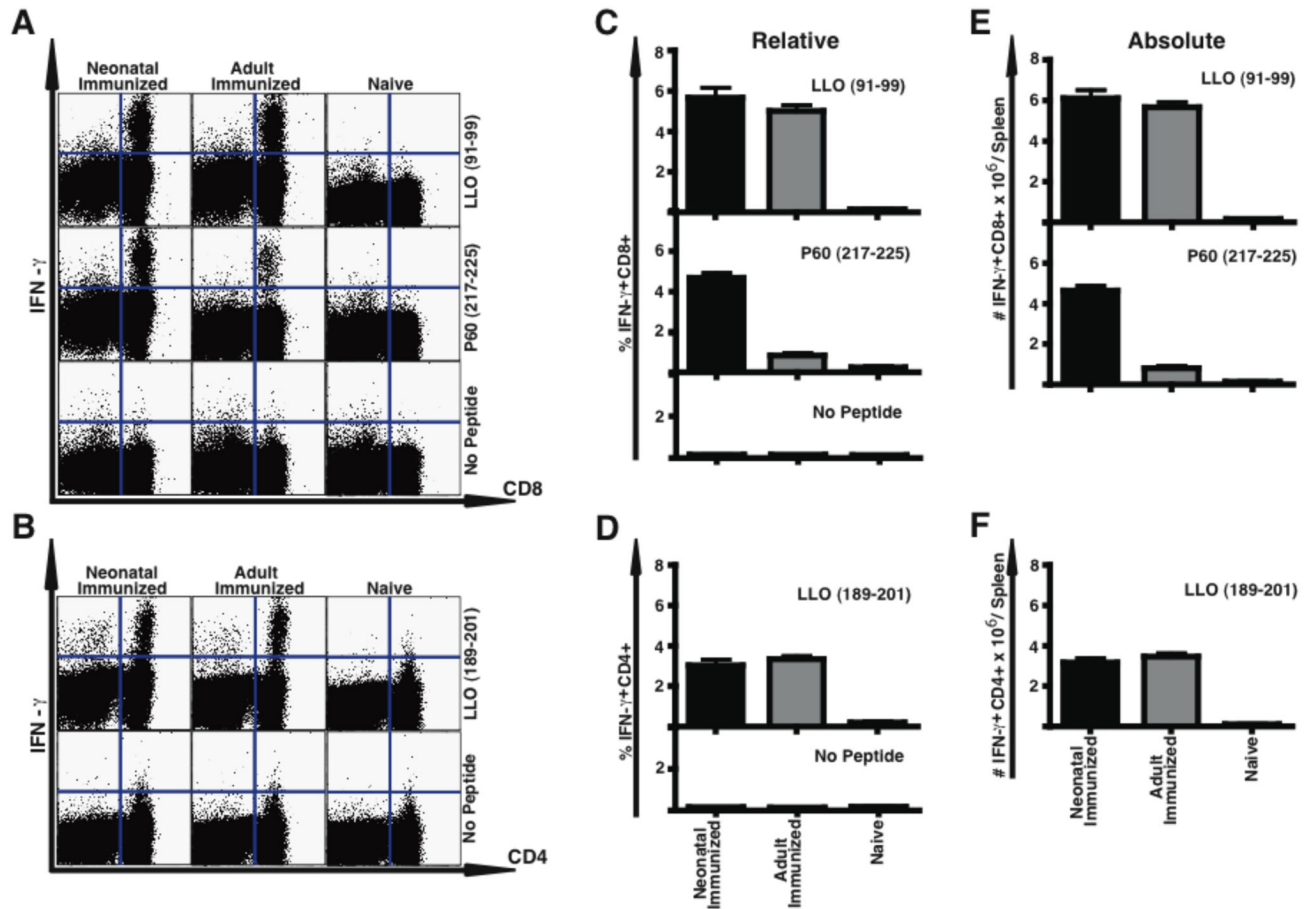 A
Neonatal
Immunized
Adult
Immunized
Naive
LLO (91-99)
P60 (217-225)
No Peptide
IFN - γ
CD8
B
Neonatal
Immunized
Adult
Immunized
Naive
LLO (189-201)
No Peptide
IFN - γ
CD4
C
Relative
8
6
4
2
LLO (91-99)
6
4
2
P60 (217-225)
2
No Peptide
% IFN-γ+CD8+
D
8
6
4
2
LLO (189-201)
2
No Peptide
% IFN-γ+CD4+
Neonatal
Immunized
Adult
Immunized
Naive
E
Absolute
8
6
4
2
LLO (91-99)
6
4
2
P60 (217-225)
# IFN-γ+CD8+ x 10⁶/ Spleen
F
8
6
4
2
LLO (189-201)
# IFN-γ+ CD4+ x 10⁶/ Spleen
Neonatal
Immunized
Adult
Immunized
Naive